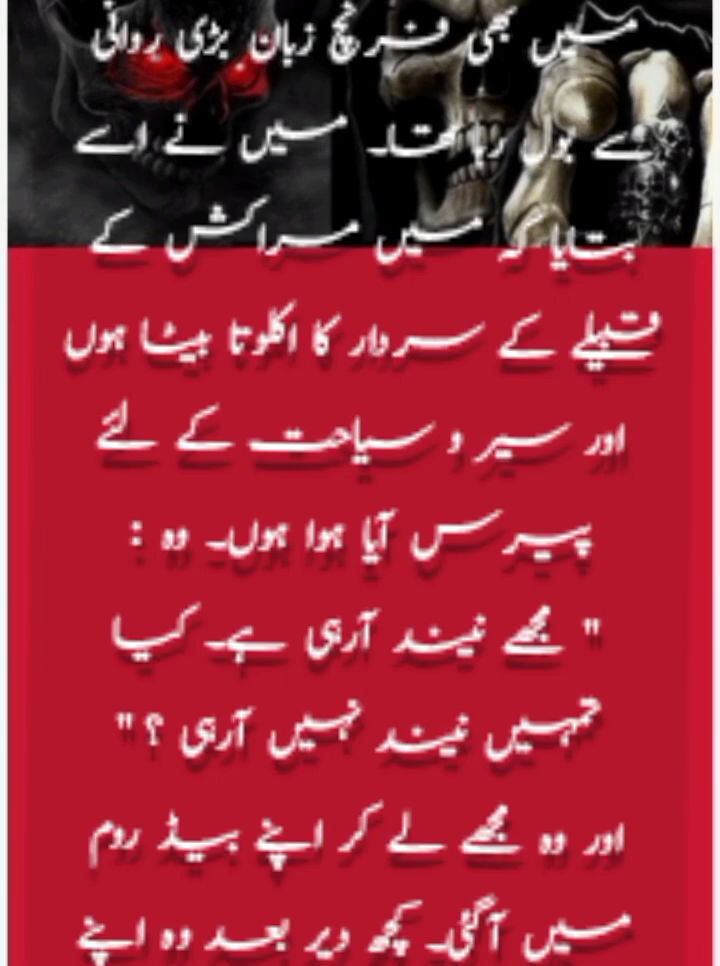 میں بھی فرنچ زبان بڑی روانی
سے بول رہا تھا۔ میں نے اسے
بتایا کہ میں مراکش کے
قبیلے کے سردار کا اکلوتا بیٹا ہوں
اور سیر و سیاحت کے لئے
پیرس آیا ہوا ہوں۔ وہ :
" مجھے نیند آرہی ہے۔ کیا
تمہیں نیند نہیں آرہی ؟ "
اور وہ مجھے لے کر اپنے بیڈ روم
میں آگئی۔ کچھ دیر بعد وہ اپنے